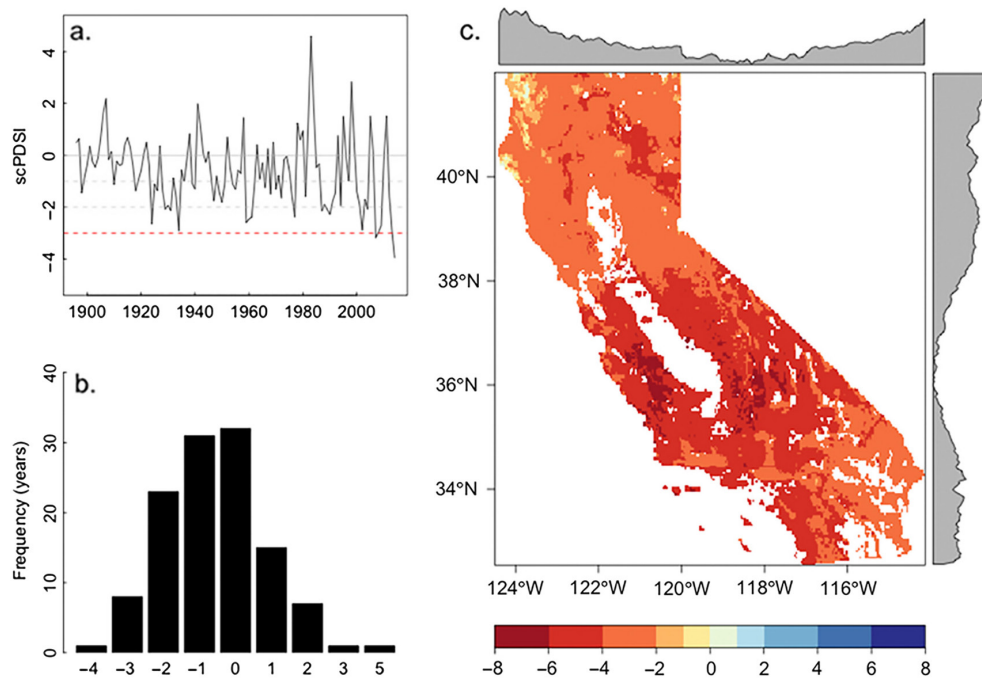 a.
scPDSI
4
2
0
−2
−4
1900 1920 1940 1960 1980 2000
b.
Frequency (years)
40
30
20
10
0
−4 −3 −2 −1 0 1 2 3 5
c.
40°N
38°N
36°N
34°N
124°W 122°W 120°W 118°W 116°W
−8 −6 −4 −2 0 2 4 6 8